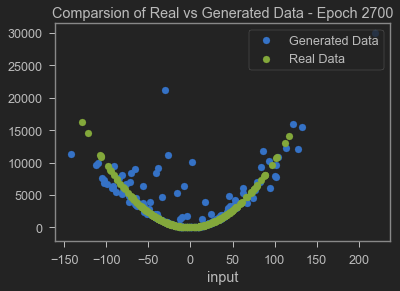 Comparsion of Real vs Generated Data - Epoch 2700
30000
25000
20000
15000
10000
5000
0
Generated Data
Real Data
-150 -100 -50 0 50 100 150 200
input